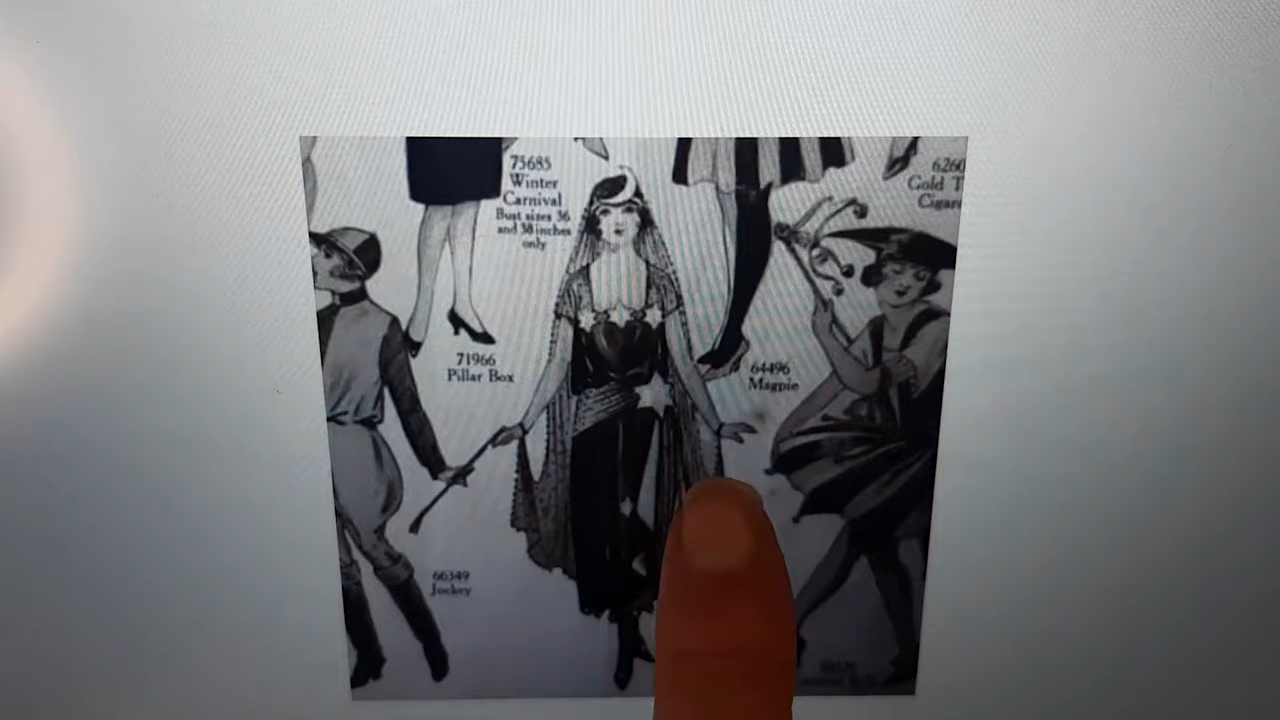 75685
Winter
Carnival
Bust sizes 36
and 38 inches
only
6260
Gold T
Cigare
71966
Pillar Box
64496
Magpie
66349
Jockey